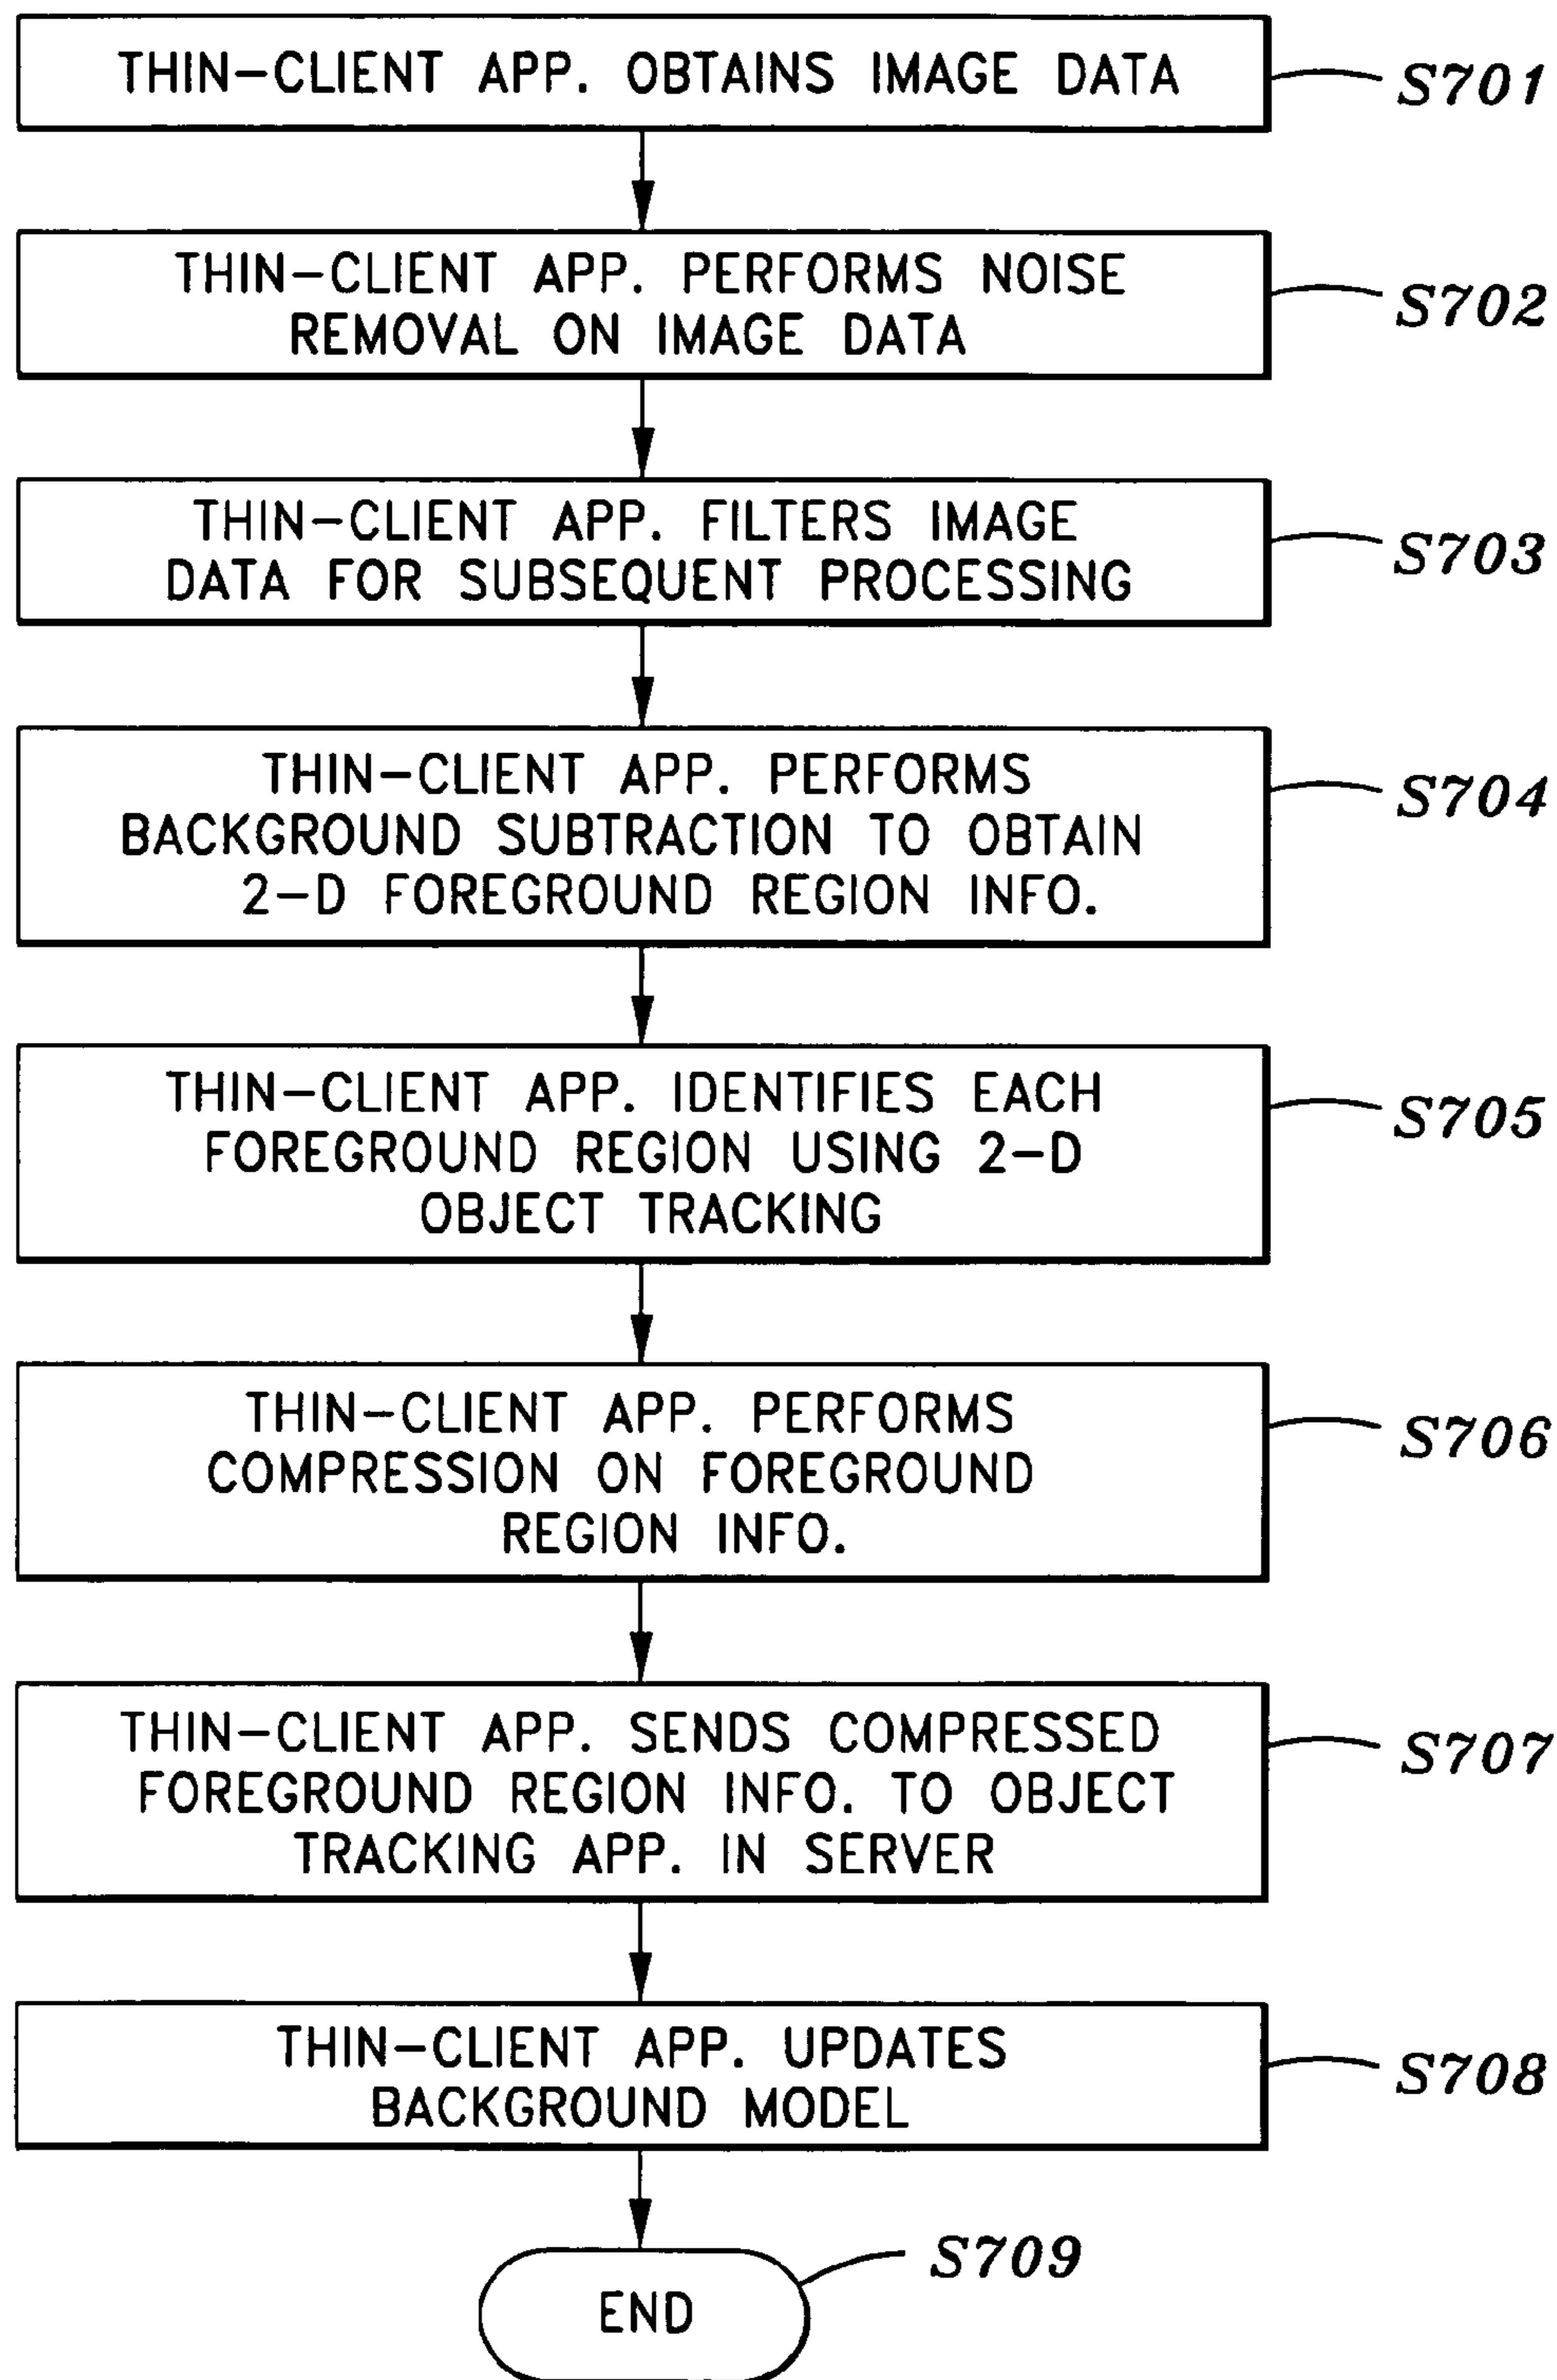 THIN-CLIENT APP. OBTAINS IMAGE DATA
S701
THIN-CLIENT APP. PERFORMS NOISE
REMOVAL ON IMAGE DATA
S702
THIN-CLIENT APP. FILTERS IMAGE
DATA FOR SUBSEQUENT PROCESSING
S703
THIN-CLIENT APP. PERFORMS
BACKGROUND SUBTRACTION TO OBTAIN
2-D FOREGROUND REGION INFO.
S704
THIN-CLIENT APP. IDENTIFIES EACH
FOREGROUND REGION USING 2-D
OBJECT TRACKING
S705
THIN-CLIENT APP. PERFORMS
COMPRESSION ON FOREGROUND
REGION INFO.
S706
THIN-CLIENT APP. SENDS COMPRESSED
FOREGROUND REGION INFO. TO OBJECT
TRACKING APP. IN SERVER
S707
THIN-CLIENT APP. UPDATES
BACKGROUND MODEL
S708
END
S709